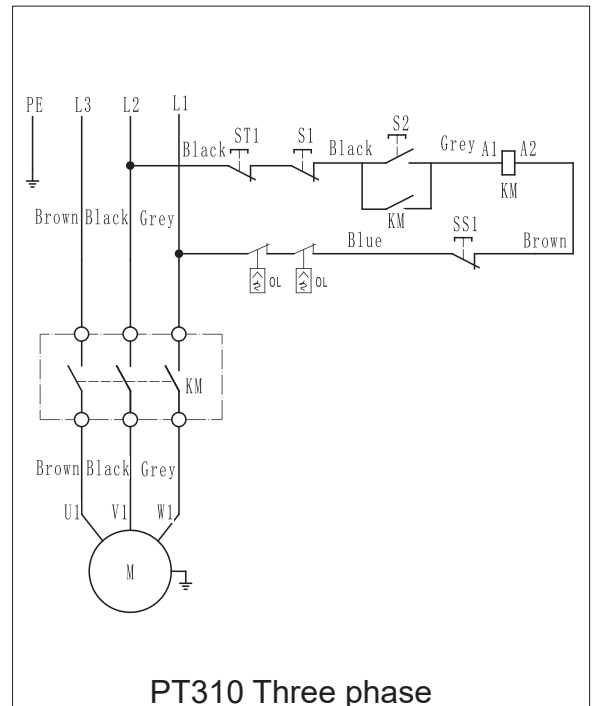 PE L3 L2 L1
Black ST1 S1 Black S2 Grey A1 A2
KM KM
Brown Black Grey
Blue SS1 Brown
OL OL
KM
Brown Black Grey
U1 V1 W1
M
PT310 Three phase